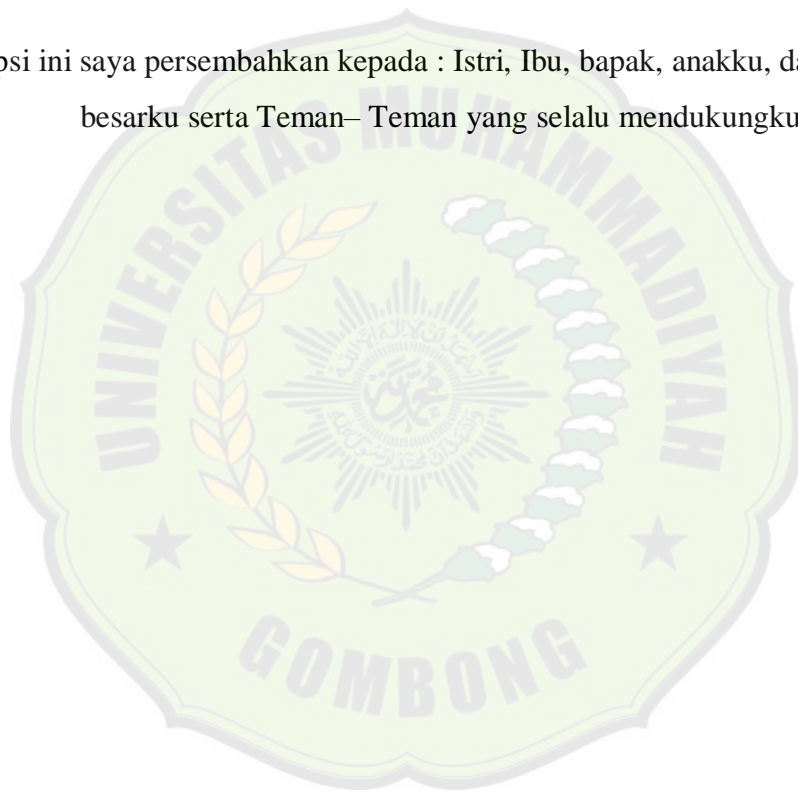 psi ini saya persembahkan kepada : Istri, Ibu, bapak, anakku, da
besarku serta Teman– Teman yang selalu mendukungku
UNIVERSITAS MUHAMMADIYAH
GOMBONG